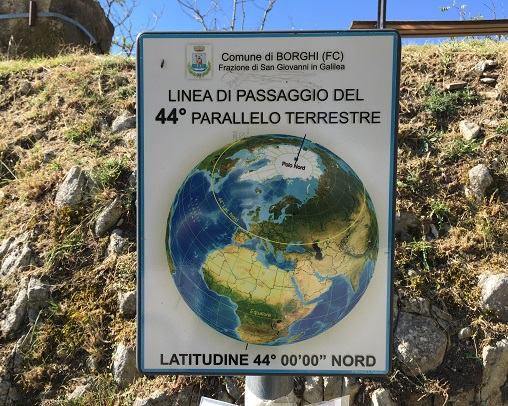 Comune di BORGHI (FC)
Frazione di San Giovanni in Galilea
LINEA DI PASSAGGIO DEL
44° PARALLELO TERRESTRE
Polo Nord
Equatore
LATITUDINE 44° 00'00" NORD